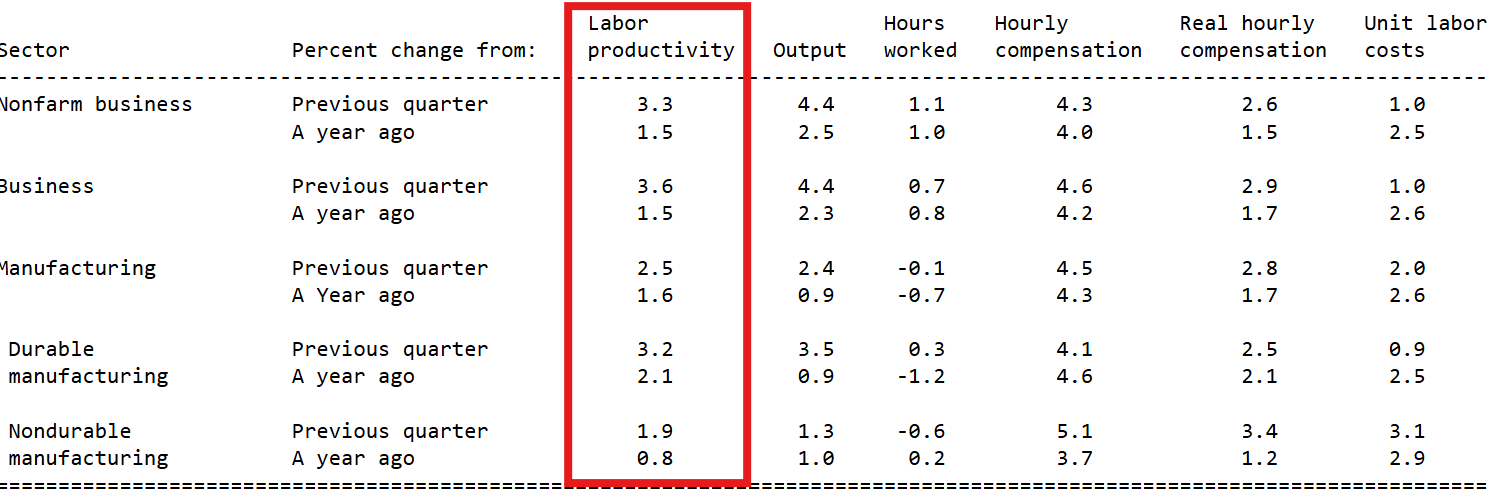 Labor                  Hours    Hourly         Real hourly    Unit labor
Sector                  Percent change from:    productivity   Output   worked   compensation   compensation   costs
--------------------------------------------------------------------------------------------------------------------------
Nonfarm business        Previous quarter            3.3         4.4      1.1         4.3            2.6         1.0
                        A year ago                  1.5         2.5      1.0         4.0            1.5         2.5
Business                Previous quarter            3.6         4.4      0.7         4.6            2.9         1.0
                        A year ago                  1.5         2.3      0.8         4.2            1.7         2.6
Manufacturing           Previous quarter            2.5         2.4     -0.1         4.5            2.8         2.0
                        A Year ago                  1.6         0.9     -0.7         4.3            1.7         2.6
 Durable                Previous quarter            3.2         3.5      0.3         4.1            2.5         0.9
 manufacturing          A year ago                  2.1         0.9     -1.2         4.6            2.1         2.5
 Nondurable             Previous quarter            1.9         1.3     -0.6         5.1            3.4         3.1
 manufacturing          A year ago                  0.8         1.0      0.2         3.7            1.2         2.9
==========================================================================================================================